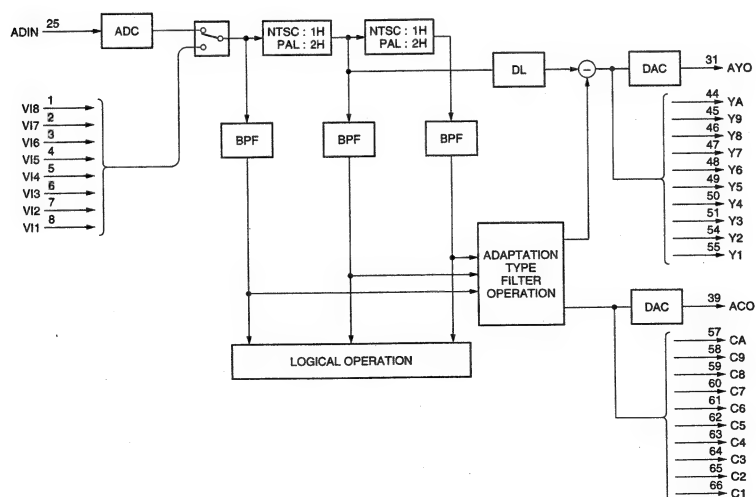 ADIN 25
ADC
NTSC : 1H
PAL : 2H
NTSC : 1H
PAL : 2H
DL
−
DAC
31 AYO
BPF
BPF
BPF
VI8 1
VI7 2
VI6 3
VI5 4
VI4 5
VI3 6
VI2 7
VI1 8
44 YA
45 Y9
46 Y8
47 Y7
48 Y6
49 Y5
50 Y4
51 Y3
54 Y2
55 Y1
ADAPTATION
TYPE
FILTER
OPERATION
DAC
39 ACO
LOGICAL OPERATION
57 CA
58 C9
59 C8
60 C7
61 C6
62 C5
63 C4
64 C3
65 C2
66 C1